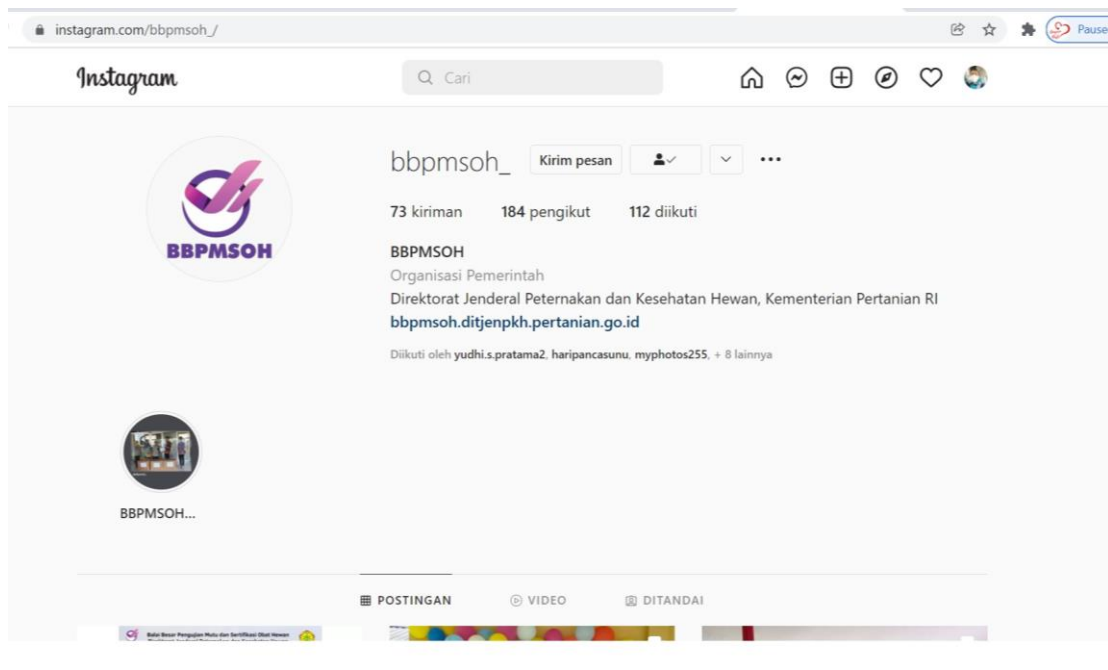 instagram.com/bbpmsoh_/
Paused
Instagram
Cari
bbpmsoh_ Kirim pesan
73 kiriman 184 pengikut 112 diikuti
BBPMSOH
BBPMSOH
Organisasi Pemerintah
Direktorat Jenderal Peternakan dan Kesehatan Hewan, Kementerian Pertanian RI
bbpmsoh.ditjenpkh.pertanian.go.id
Diikuti oleh yudhi.s.pratama2, haripancasunu, myphotos255, + 8 lainnya
BBPMSOH...
POSTINGAN VIDEO DITANDAI
Balai Besar Pengujian Mutu dan Sertifikasi Obat Hewan